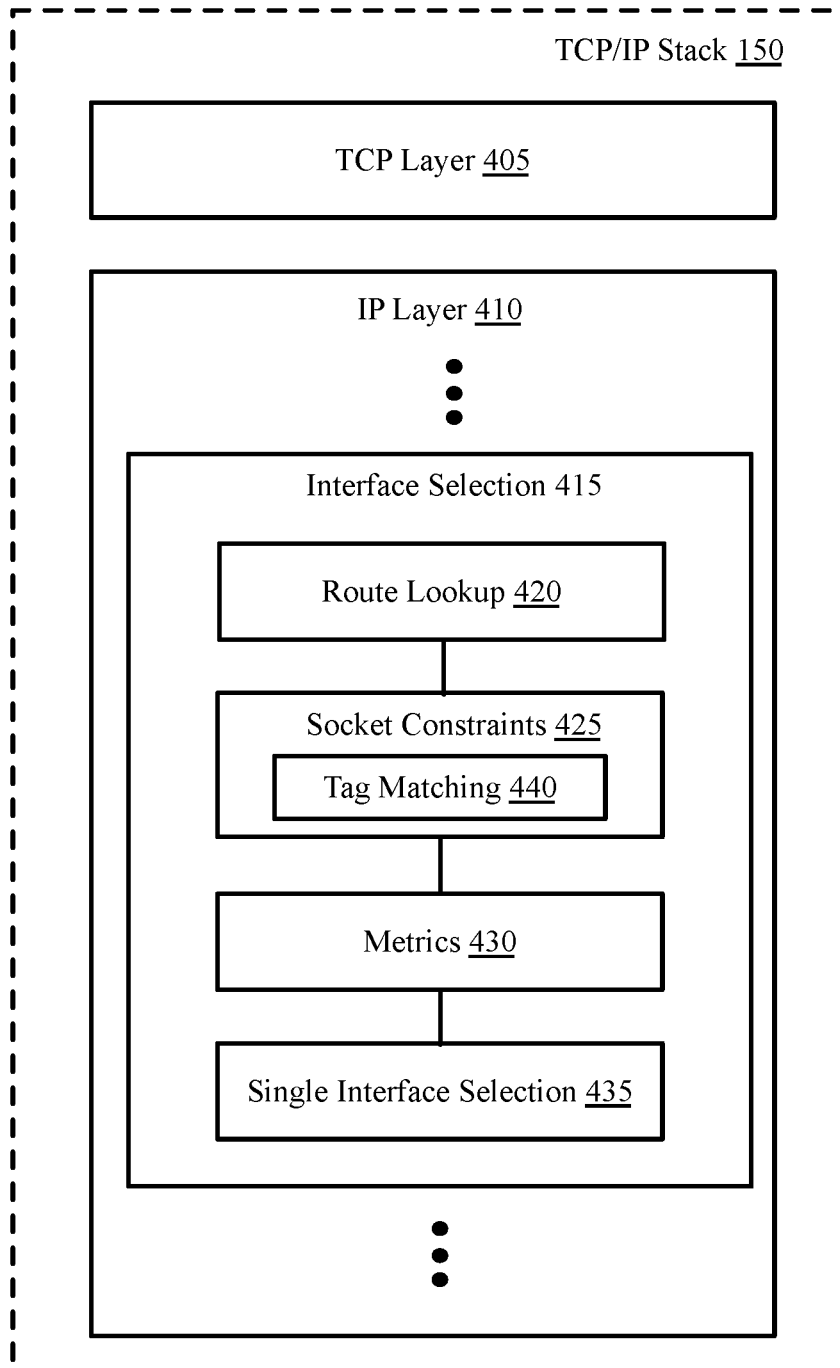 TCP/IP Stack 150
TCP Layer 405
IP Layer 410
Interface Selection 415
Route Lookup 420
Socket Constraints 425
Tag Matching 440
Metrics 430
Single Interface Selection 435